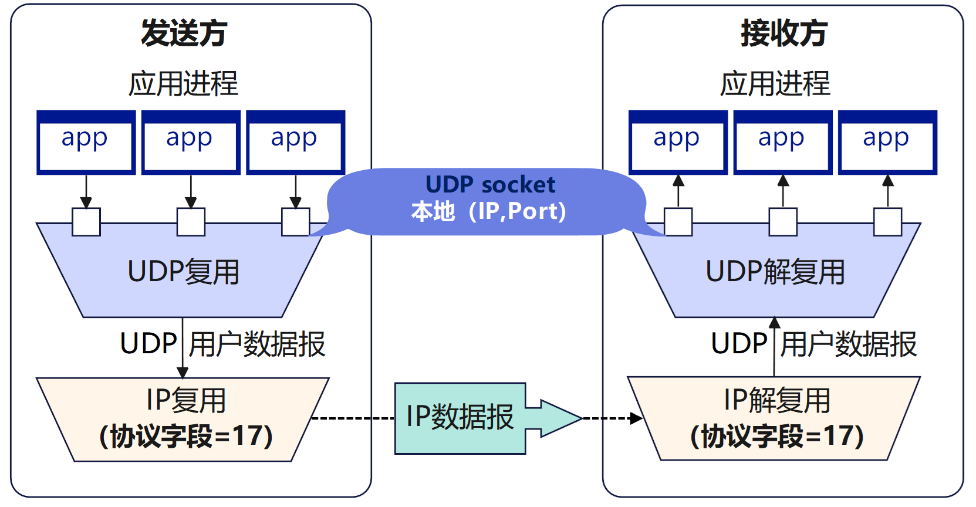 发送方
应用进程
app
app
app
UDP复用
UDP 用户数据报
IP复用
(协议字段=17)
UDP socket
本地（IP,Port）
IP数据报
接收方
应用进程
app
app
app
UDP解复用
UDP 用户数据报
IP解复用
(协议字段=17)